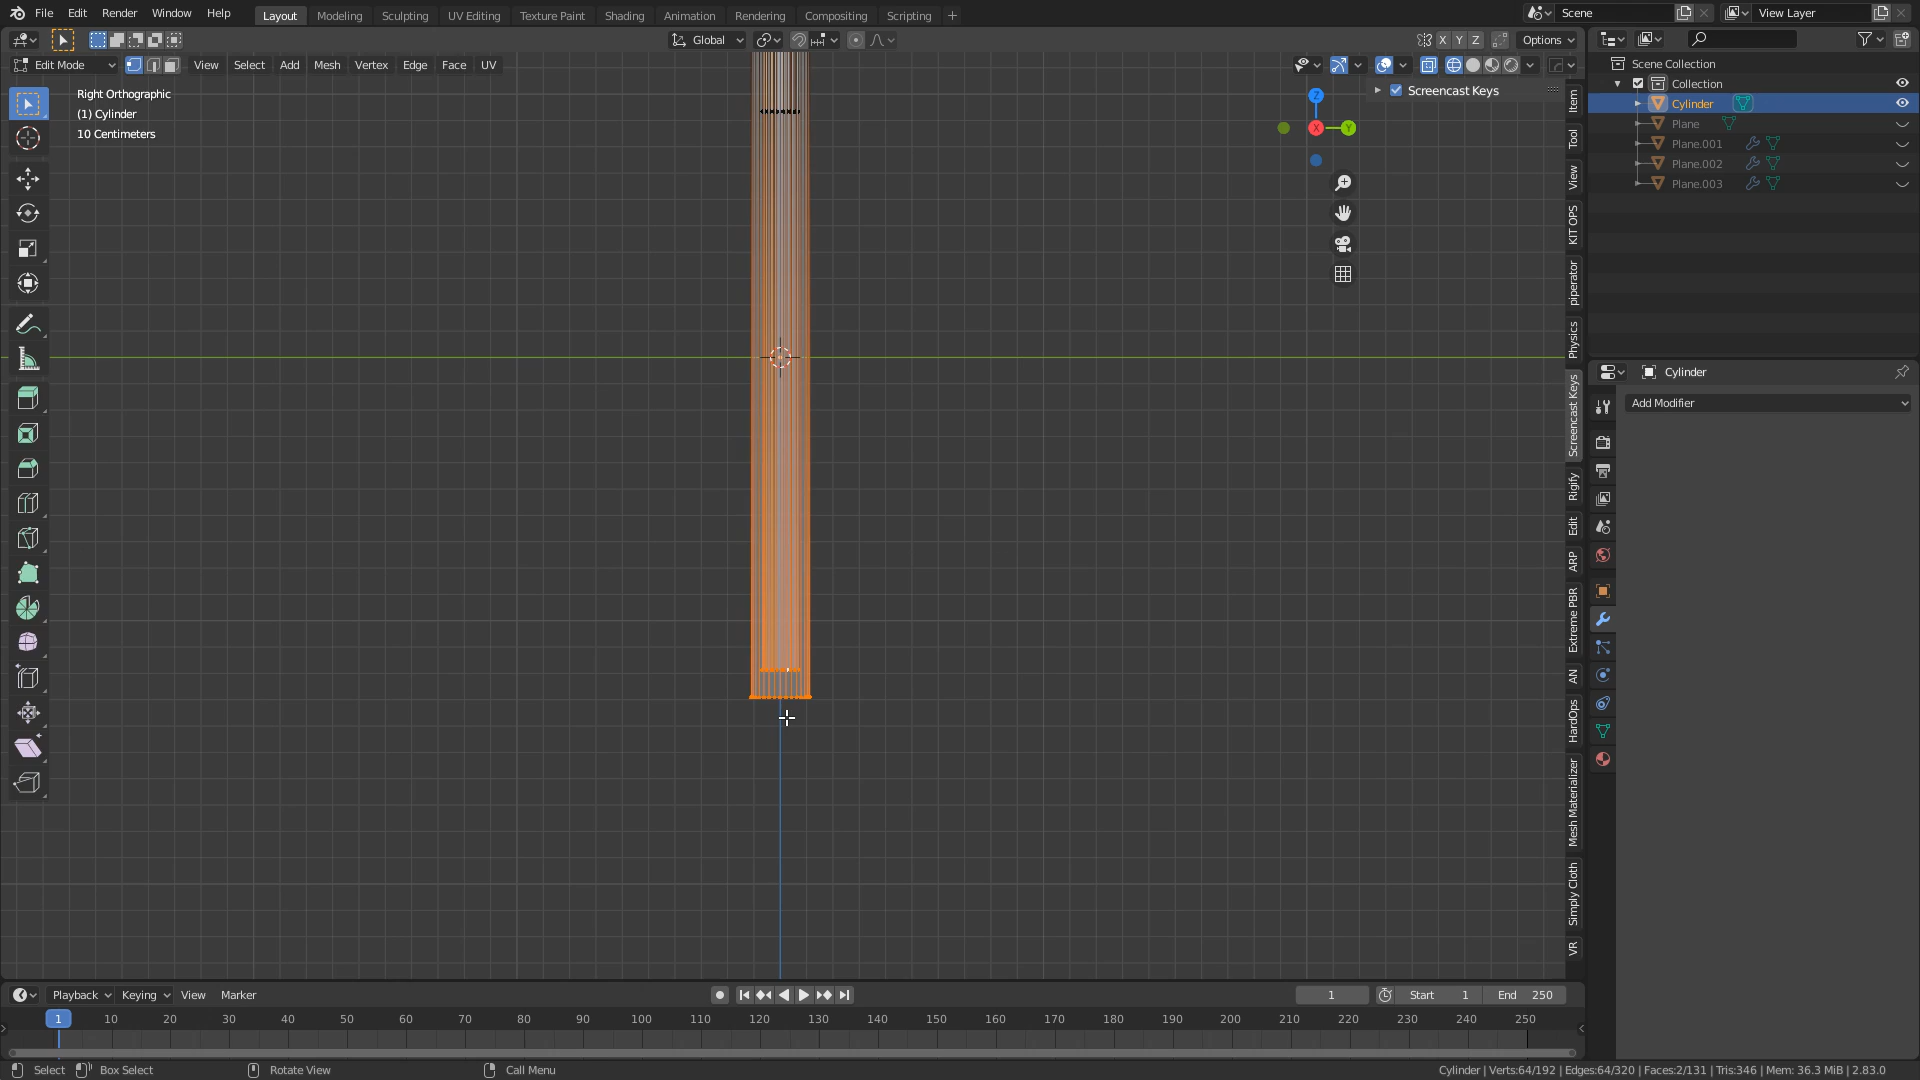 File Edit Render Window Help Layout Modeling Sculpting UV Editing Texture Paint Shading Animation Rendering Compositing Scripting + Scene View Layer
Global X Y Z Options
Edit Mode View Select Add Mesh Vertex Edge Face UV
Right Orthographic
(1) Cylinder
10 Centimeters
Screencast Keys
Z
X
Y
Item
Tool
View
KIT OPS
piperator
Physics
Screencast Keys
Rigify
Edit
ARP
Extreme PBR
AN
HardOps
Mesh Materializer
Simply Cloth
VR
Scene Collection
Collection
Cylinder
Plane
Plane.001
Plane.002
Plane.003
Cylinder
Add Modifier
Playback Keying View Marker 1 Start 1 End 250
1 10 20 30 40 50 60 70 80 90 100 110 120 130 140 150 160 170 180 190 200 210 220 230 240 250
Select Box Select Rotate View Call Menu Cylinder | Verts:64/192 | Edges:64/320 | Faces:2/131 | Tris:346 | Mem: 36.3 MiB | 2.83.0